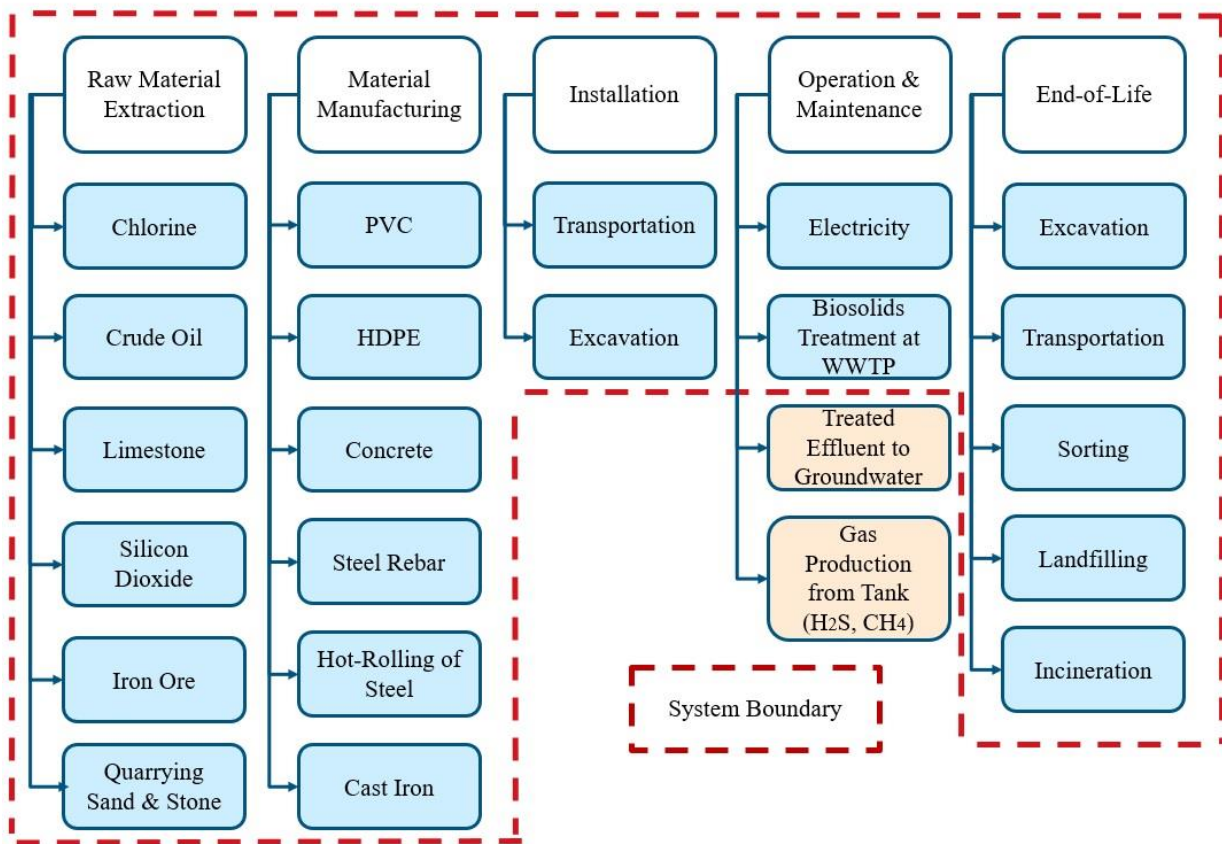 Raw Material
Extraction
Chlorine
Crude Oil
Limestone
Silicon
Dioxide
Iron Ore
Quarrying
Sand & Stone
Material
Manufacturing
PVC
HDPE
Concrete
Steel Rebar
Hot-Rolling of
Steel
Cast Iron
Installation
Transportation
Excavation
Operation &
Maintenance
Electricity
Biosolids
Treatment at
WWTP
Treated
Effluent to
Groundwater
Gas
Production
from Tank
(H2S, CH4)
End-of-Life
Excavation
Transportation
Sorting
Landfilling
Incineration
System Boundary